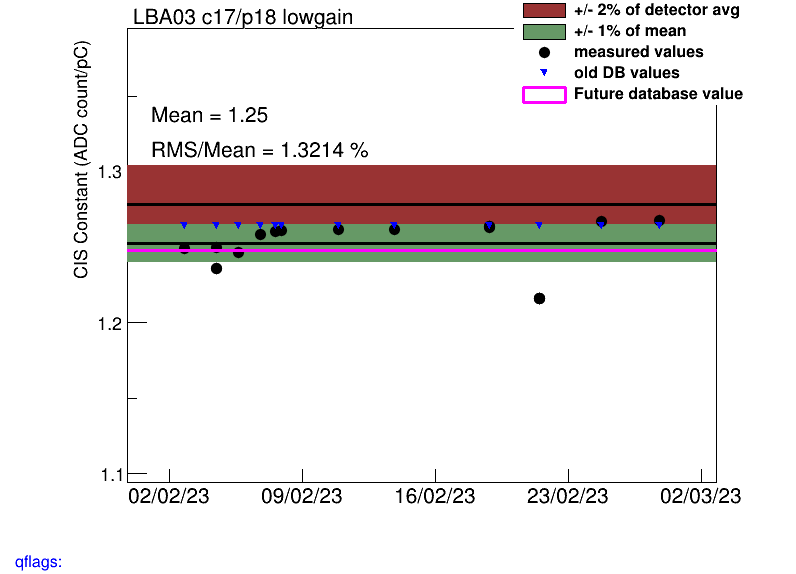 LBA03 c17/p18 lowgain
+/- 2% of detector avg
+/- 1% of mean
measured values
old DB values
Future database value
CIS Constant (ADC count/pC)
Mean = 1.25
RMS/Mean = 1.3214 %
1.3
1.2
1.1
02/02/23 09/02/23 16/02/23 23/02/23 02/03/23
qflags: